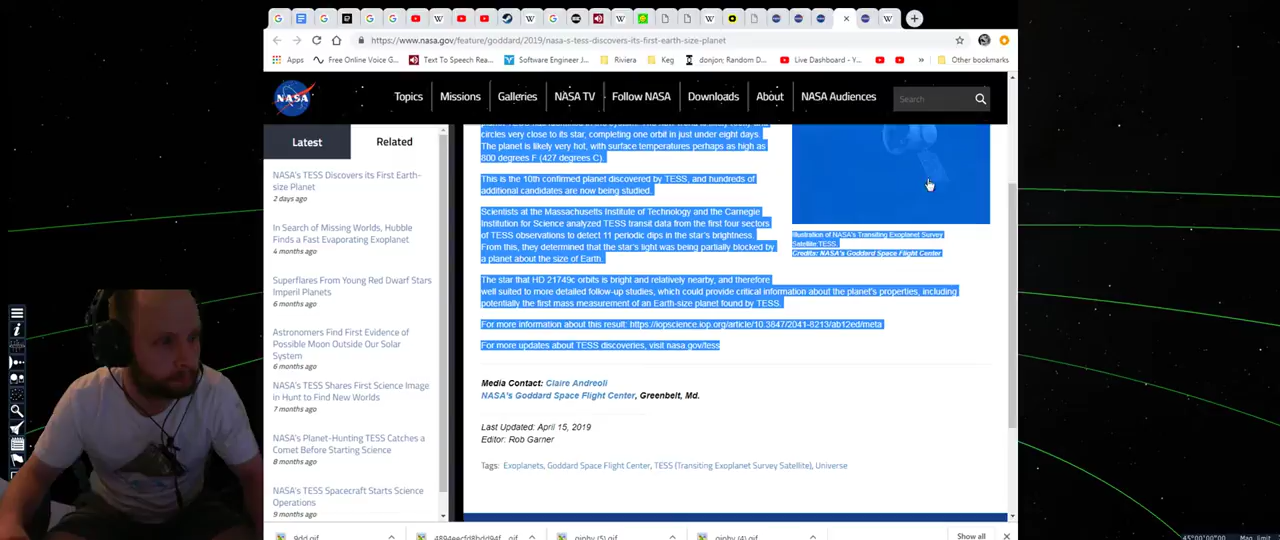 https://www.nasa.gov/feature/goddard/2019/nasa-s-tess-discovers-its-first-earth-size-planet
Apps
Free Online Voice G...
Text To Speech Rea...
Software Engineer J...
Riviera
Keg
donjon; Random D...
Live Dashboard - Y...
»
Other bookmarks
NASA
Topics
Missions
Galleries
NASA TV
Follow NASA
Downloads
About
NASA Audiences
Search
Latest
Related
NASA's TESS Discovers its First Earth-
size Planet
2 days ago
In Search of Missing Worlds, Hubble
Finds a Fast Evaporating Exoplanet
4 months ago
Superflares From Young Red Dwarf Stars
Imperil Planets
6 months ago
Astronomers Find First Evidence of
Possible Moon Outside Our Solar
System
6 months ago
NASA's TESS Shares First Science Image
in Hunt to Find New Worlds
7 months ago
NASA's Planet-Hunting TESS Catches a
Comet Before Starting Science
8 months ago
NASA's TESS Spacecraft Starts Science
Operations
9 months ago
circles very close to its star, completing one orbit in just under eight days.
The planet is likely very hot, with surface temperatures perhaps as high as
800 degrees F (427 degrees C).
This is the 10th confirmed planet discovered by TESS, and hundreds of
additional candidates are now being studied.
Scientists at the Massachusetts Institute of Technology and the Carnegie
Institution for Science analyzed TESS transit data from the first four sectors
of TESS observations to detect 11 periodic dips in the star's brightness.
From this, they determined that the star's light was being partially blocked by
a planet about the size of Earth.
Illustration of NASA's Transiting Exoplanet Survey
Satellite TESS.
Credits: NASA's Goddard Space Flight Center
The star that HD 21749c orbits is bright and relatively nearby, and therefore
well suited to more detailed follow-up studies, which could provide critical information about the planet's properties, including
potentially the first mass measurement of an Earth-size planet found by TESS.
For more information about this result: https://iopscience.iop.org/article/10.3847/2041-8213/ab12ed/meta
For more updates about TESS discoveries, visit nasa.gov/tess
Media Contact: Claire Andreoli
NASA's Goddard Space Flight Center, Greenbelt, Md.
Last Updated: April 15, 2019
Editor: Rob Garner
Tags: Exoplanets, Goddard Space Flight Center, TESS (Transiting Exoplanet Survey Satellite), Universe
9dd.gif
giphy (5).gif
giphy (4).gif
Show all
45°00'00.00"
Mag. limit